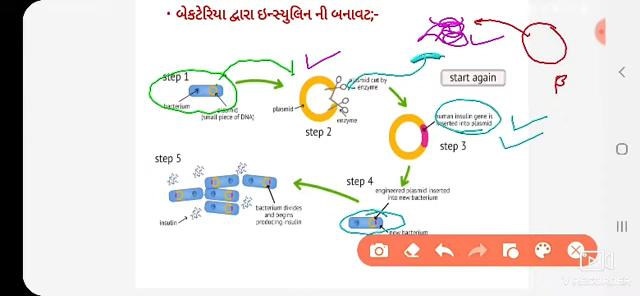 • બેક્ટેરિયા દ્વારા ઇન્સ્યુલિન ની બનાવટ;-
step 1
bacterium
plasmid
(small piece of DNA)
plasmid
plasmid cut by
enzyme
enzyme
step 2
start again
β
human insulin gene is
inserted into plasmid
step 3
step 4
engineered plasmid inserted
into new bacterium
new bacterium
step 5
insulin
bacterium divides
and begins
producing insulin
V RECORDER